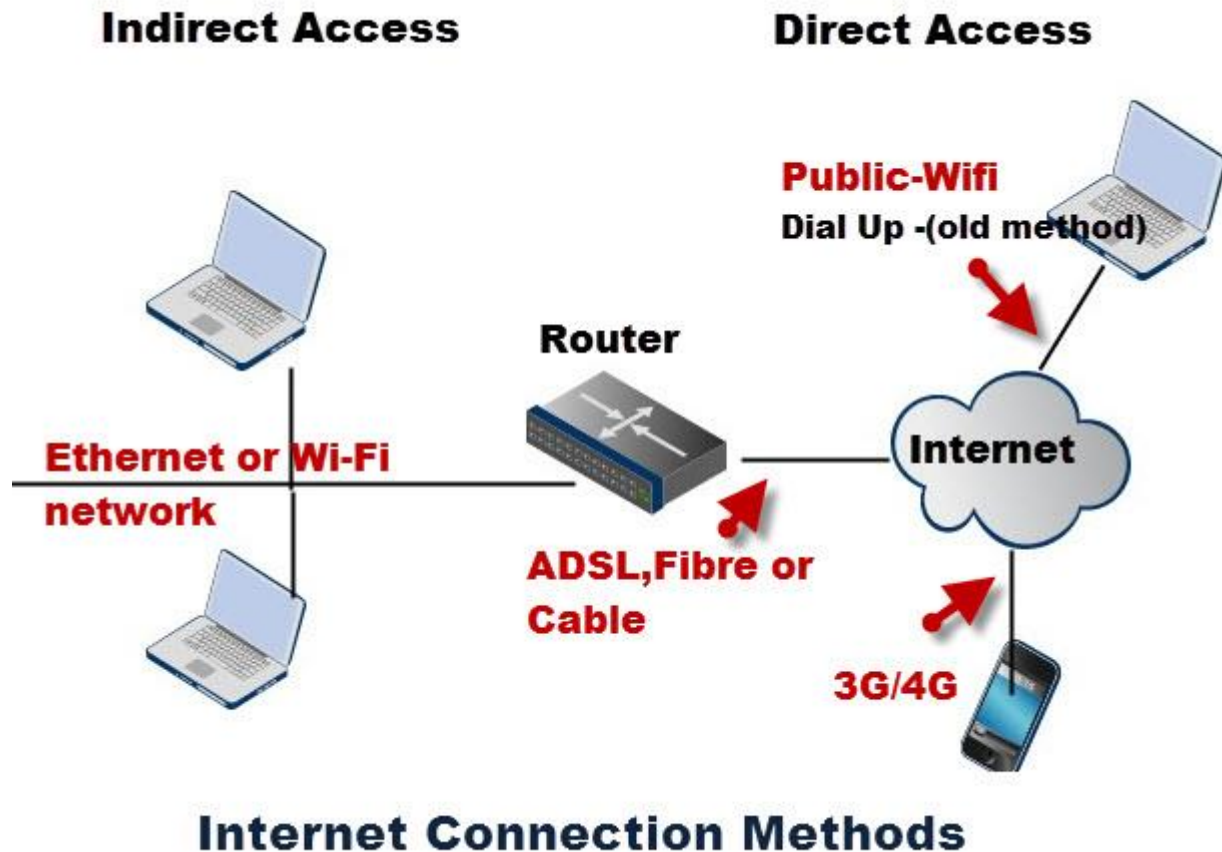 Indirect Access
Direct Access
Public-Wifi
Dial Up -(old method)
Router
Internet
Ethernet or Wi-Fi
network
ADSL,Fibre or
Cable
3G/4G
Internet Connection Methods